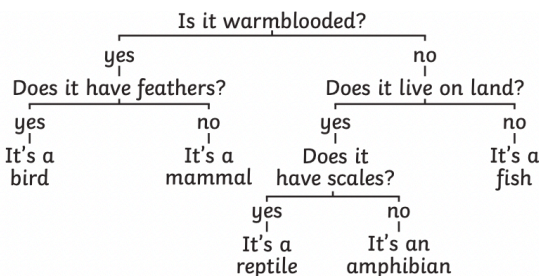 Is it warmblooded?
yes no
Does it have feathers? Does it live on land?
yes no yes no
It's a It's a Does it It's a
bird mammal have scales? fish
yes no
It's a It's an
reptile amphibian